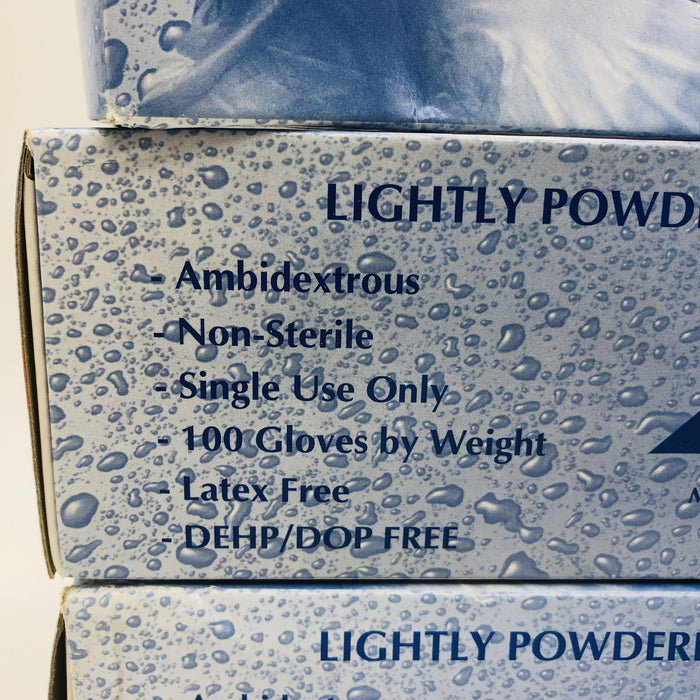 LIGHTLY POWD
- Ambidextrous
- Non-Sterile
- Single Use Only
- 100 Gloves by Weight
- Latex Free
- DEHP/DOP FREE
A
LIGHTLY POWDER